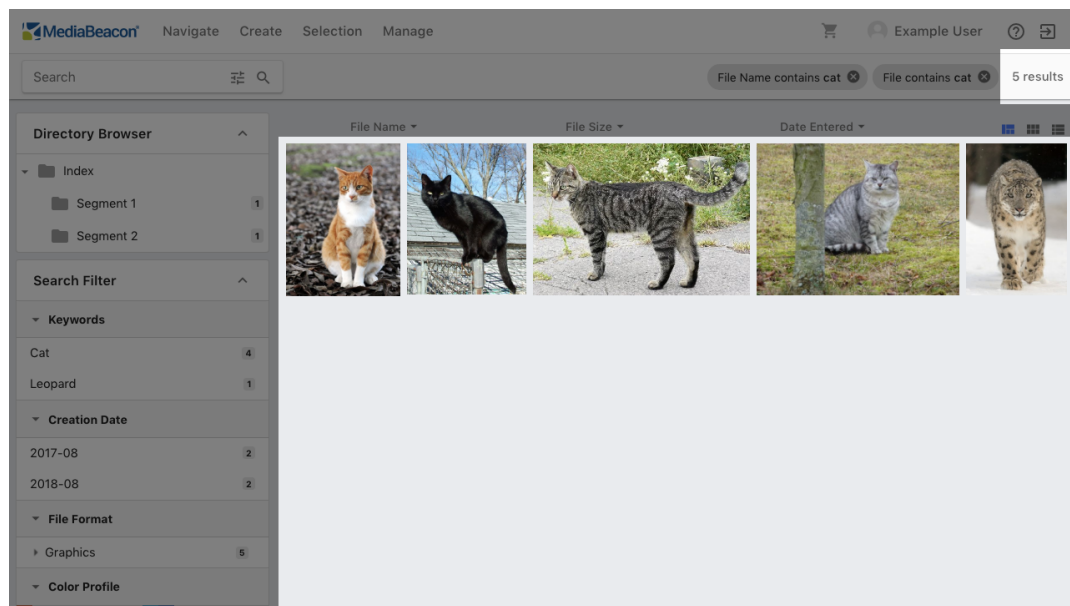 MediaBeacon® Navigate Create Selection Manage Example User
Search File Name contains cat File contains cat 5 results
File Name File Size Date Entered
Directory Browser
Index
Segment 1 1
Segment 2 1
Search Filter
Keywords
Cat 4
Leopard 1
Creation Date
2017-08 2
2018-08 2
File Format
Graphics 5
Color Profile